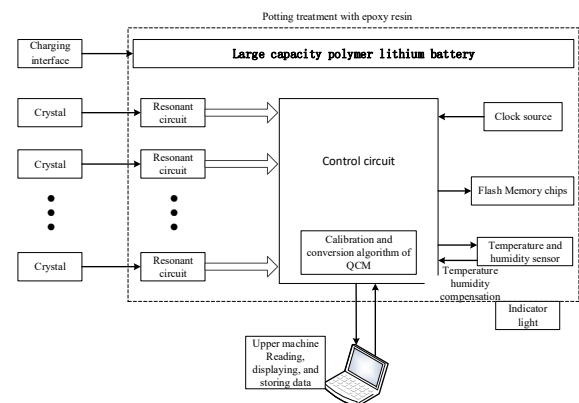 Potting treatment with epoxy resin
Charging
interface
Large capacity polymer lithium battery
Crystal
Resonant
circuit
Crystal
Resonant
circuit
Crystal
Resonant
circuit
Control circuit
Calibration and
conversion algorithm of
QCM
Clock source
Flash Memory chips
Temperature and
humidity sensor
Temperature
humidity
compensation
Indicator
light
Upper machine
Reading,
displaying, and
storing data